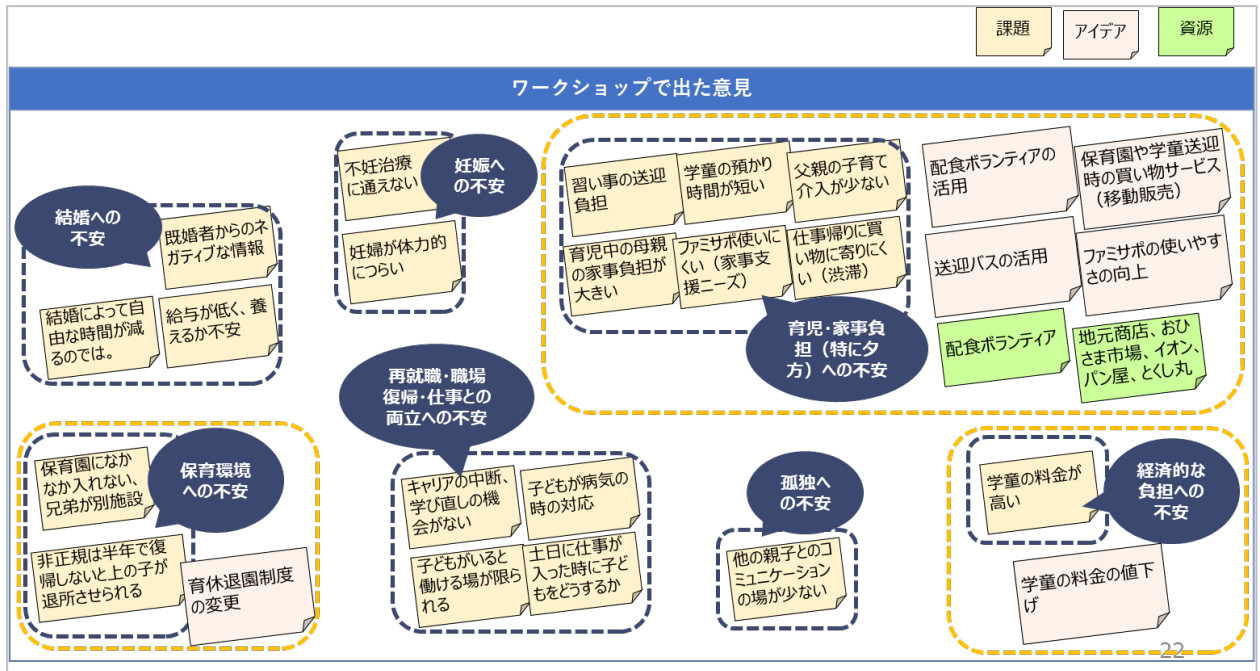 課題
アイデア
資源
ワークショップで出た意見
結婚への
不安
既婚者からのネ
ガティブな情報
結婚によって自
由な時間が減
るのでは。
給与が低く、養
えるか不安
不妊治療
に通えない
妊娠へ
の不安
妊婦が体力的
につらい
習い事の送迎
負担
学童の預かり
時間が短い
父親の子育て
介入が少ない
育児中の母親
の家事負担が
大きい
ファミサポ使いに
くい（家事支
援ニーズ）
仕事帰りに買
い物に寄りにく
い（渋滞）
育児・家事負
担（特に夕
方）への不安
配食ボランティアの
活用
保育園や学童送迎
時の買い物サービス
（移動販売）
送迎バスの活用
ファミサポの使いやす
さの向上
配食ボランティア
地元商店、おひ
さま市場、イオン、
パン屋、とくし丸
保育園になか
なか入れない、
兄弟が別施設
保育環境
への不安
非正規は半年で復
帰しないと上の子が
退所させられる
育休退園制度
の変更
再就職・職場
復帰・仕事との
両立への不安
キャリアの中断、
学び直しの機
会がない
子どもが病気の
時の対応
子どもがいると
働ける場が限ら
れる
土日に仕事が
入った時に子ど
もをどうするか
孤独へ
の不安
他の親子とのコ
ミュニケーション
の場が少ない
学童の料金が
高い
経済的な
負担への
不安
学童の料金の値下
げ
22